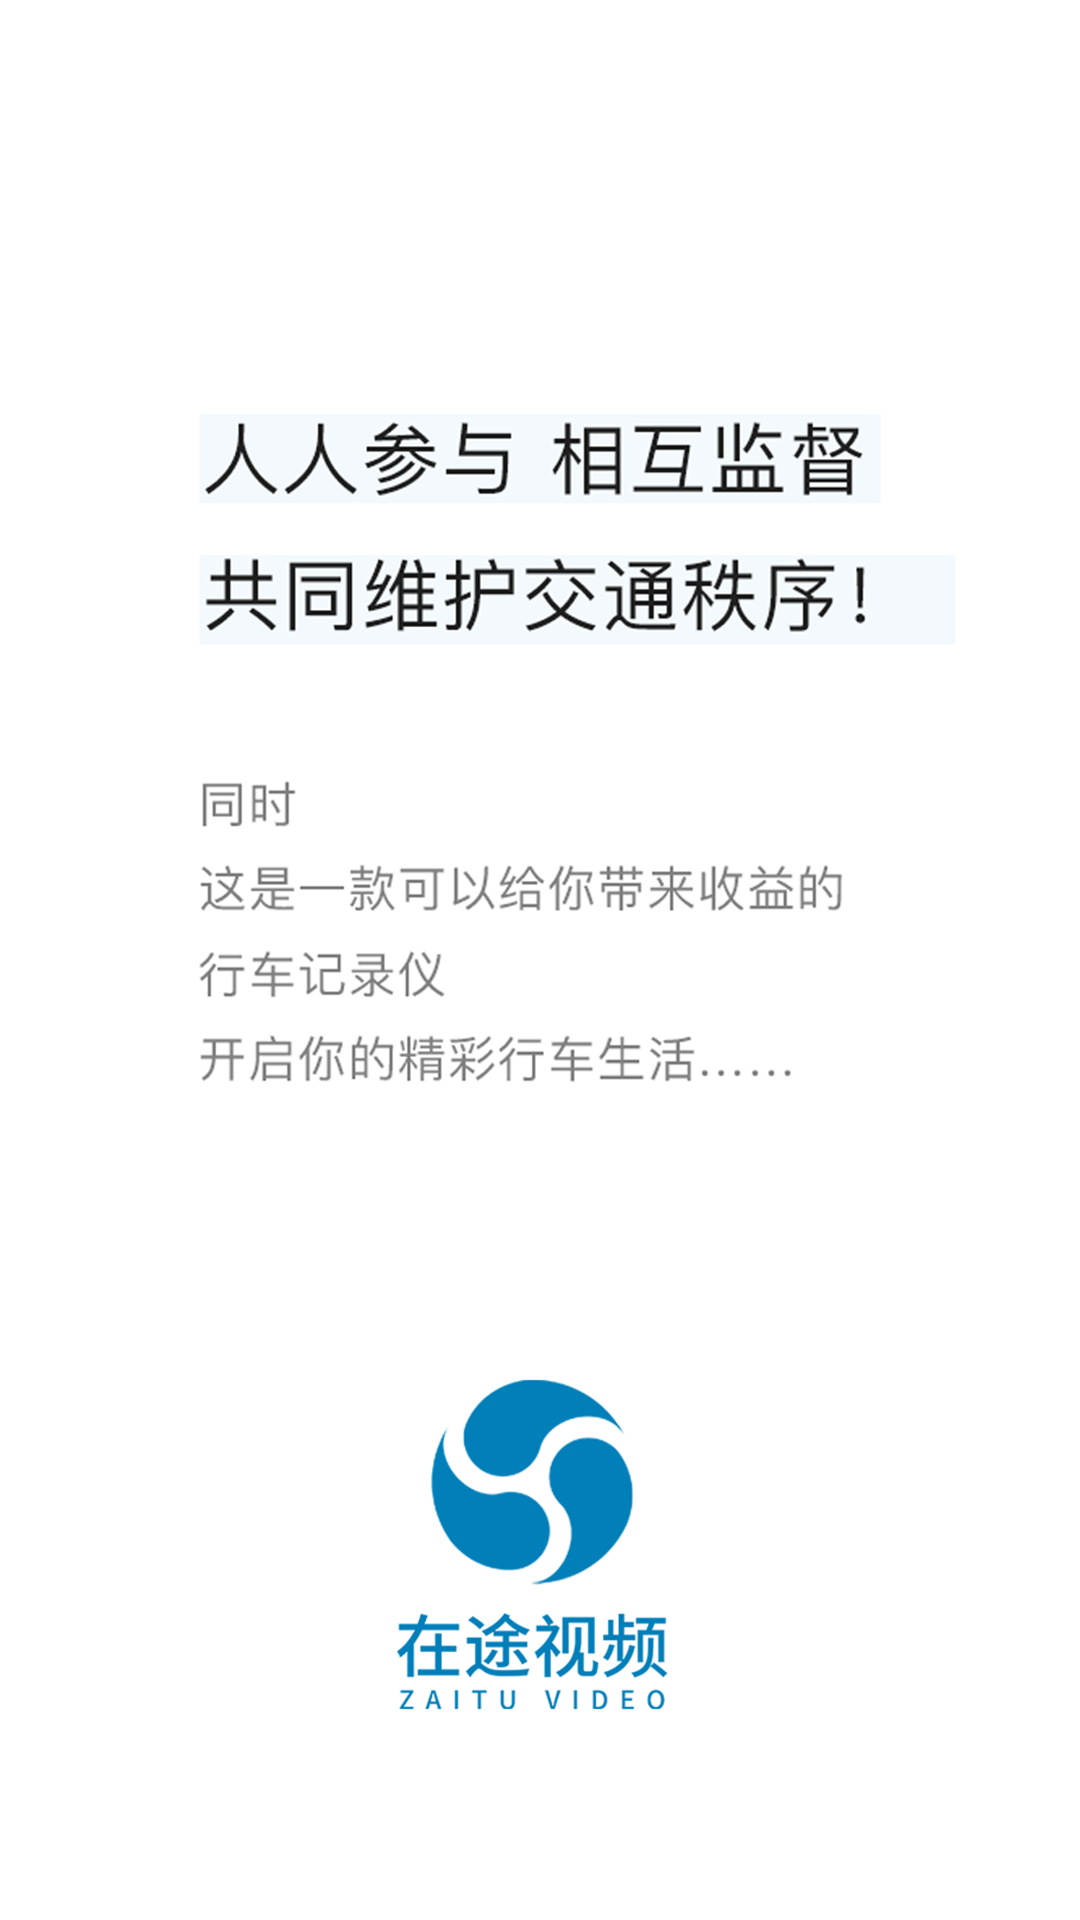 人人参与 相互监督
共同维护交通秩序！
同时
这是一款可以给你带来收益的
行车记录仪
开启你的精彩行车生活……
在途视频
ZAITU VIDEO